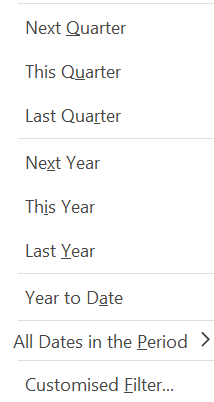 Next Quarter
This Quarter
Last Quarter
Next Year
This Year
Last Year
Year to Date
All Dates in the Period
Customised Filter...